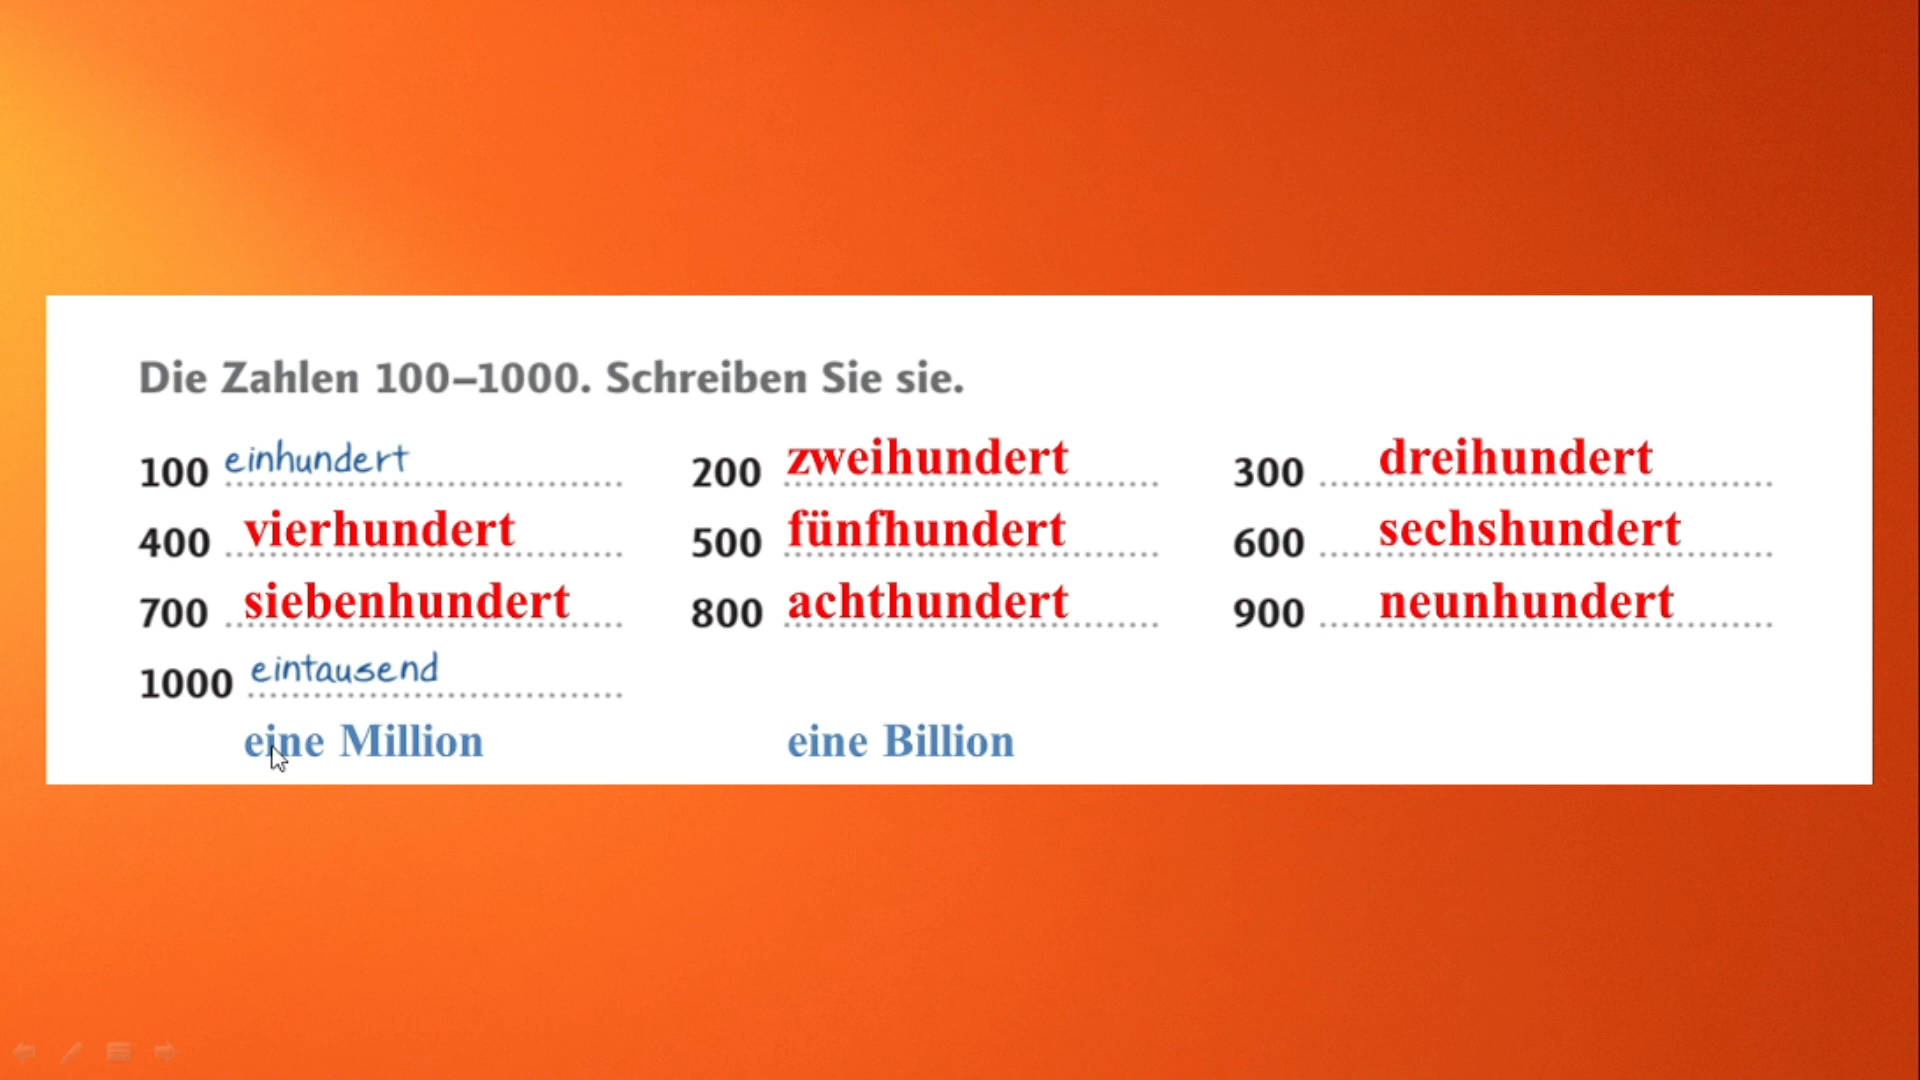 Die Zahlen 100–1000. Schreiben Sie sie.
100 einhundert 200 zweihundert 300 dreihundert
400 vierhundert 500 fünfhundert 600 sechshundert
700 siebenhundert 800 achthundert 900 neunhundert
1000 eintausend
eine Million eine Billion